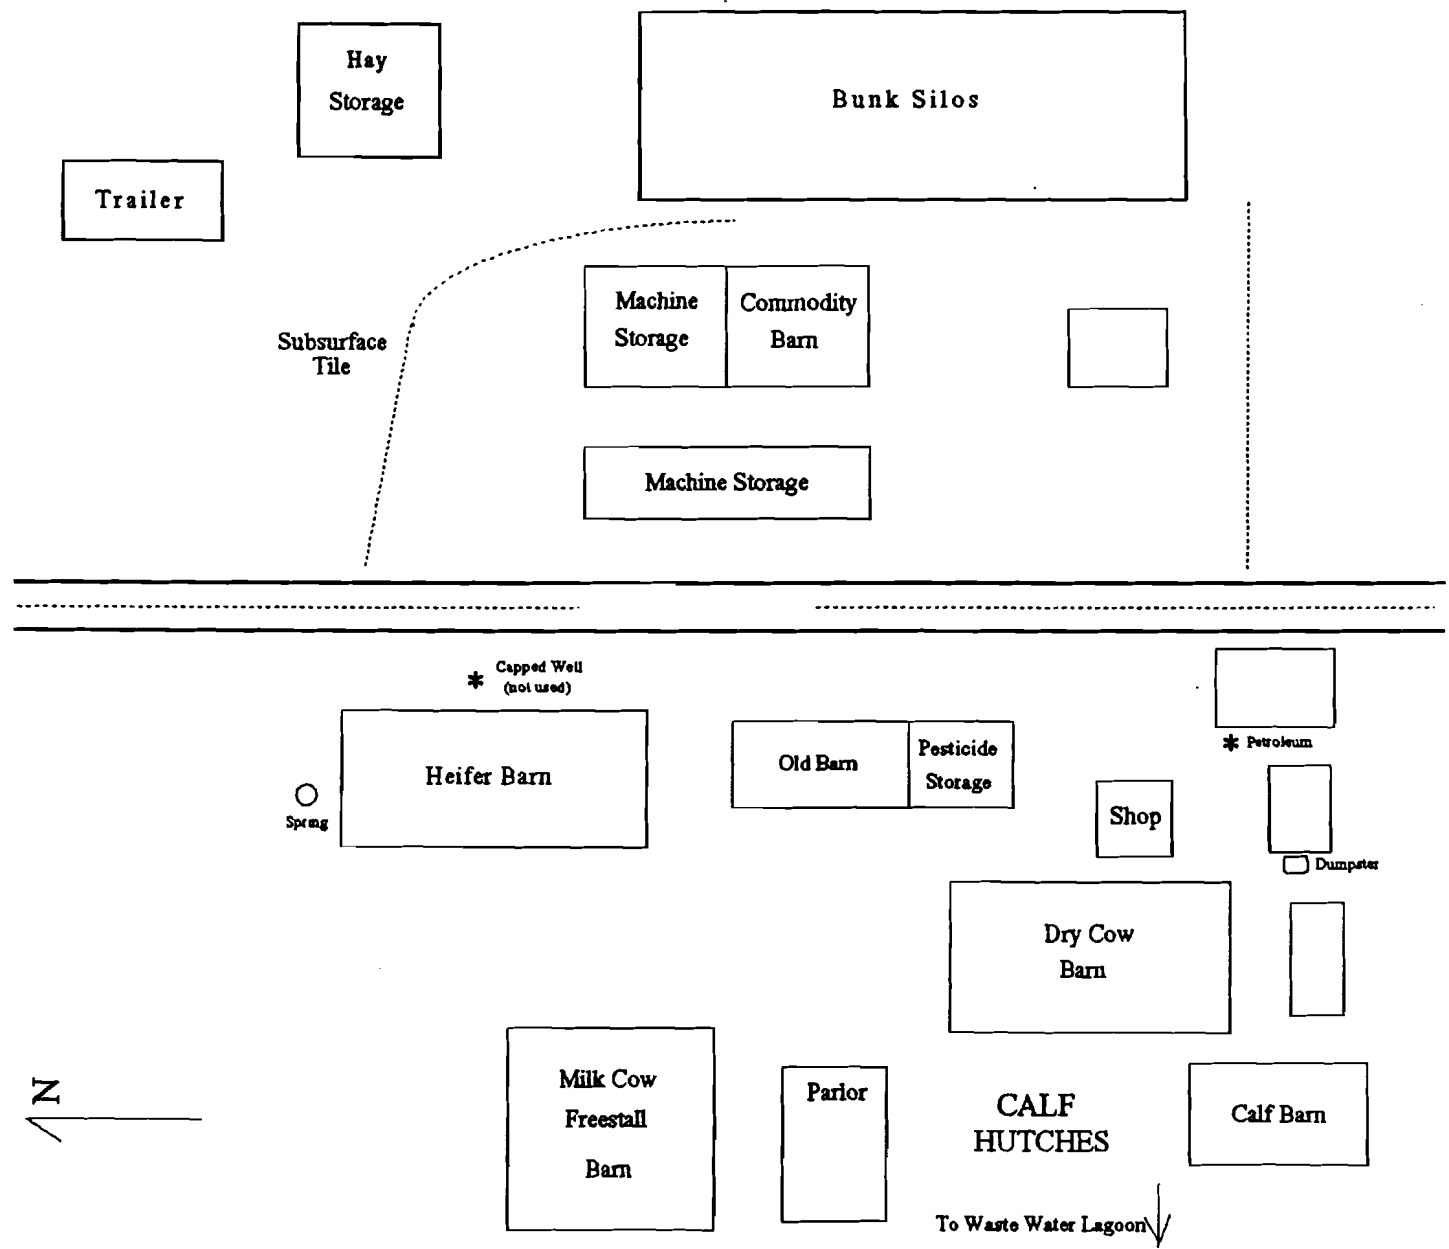 Hay
Storage
Bunk Silos
Trailer
Machine
Storage
Commodity
Barn
Subsurface
Tile
Machine Storage
Capped Well
(not used)
Petroleum
Heifer Barn
Old Barn
Pesticide
Storage
Spring
Shop
Dumpster
Dry Cow
Barn
N
Milk Cow
Freestall
Barn
Parlor
CALF
HUTCHES
Calf Barn
To Waste Water Lagoon